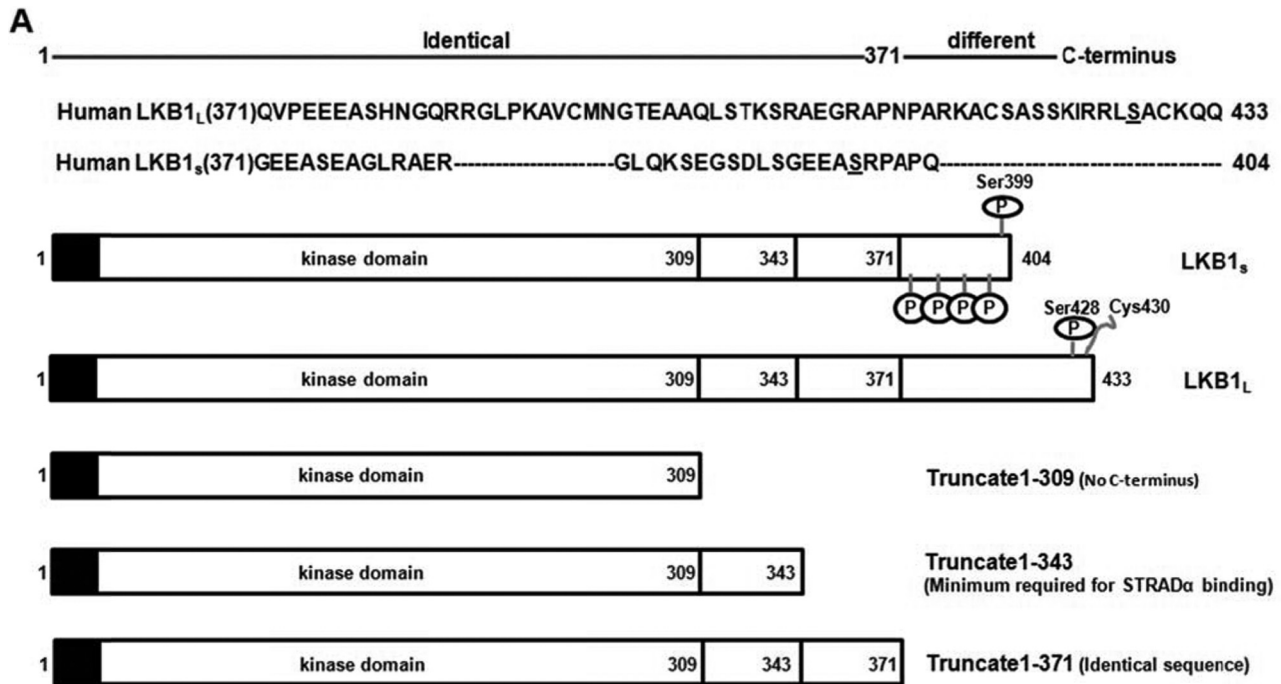 A
Identical different
1 371 C-terminus
Human LKB1L(371)QVPEEEASHNGQRRGLPKAVCMNGTEAAQLSTKSRAEGRAPNPARKACSASSKIRRLSACKQQ 433
Human LKB1s(371)GEEASEAGLRAER--------------------GLQKSEGSDLSGEEASRPAPQ----------------------------------- 404
Ser399
P
1 kinase domain 309 343 371 404 LKB1s
P P P P
Ser428 Cys430
P
1 kinase domain 309 343 371 433 LKB1L
1 kinase domain 309 Truncate1-309 (No C-terminus)
1 kinase domain 309 343 Truncate1-343
(Minimum required for STRADα binding)
1 kinase domain 309 343 371 Truncate1-371 (Identical sequence)